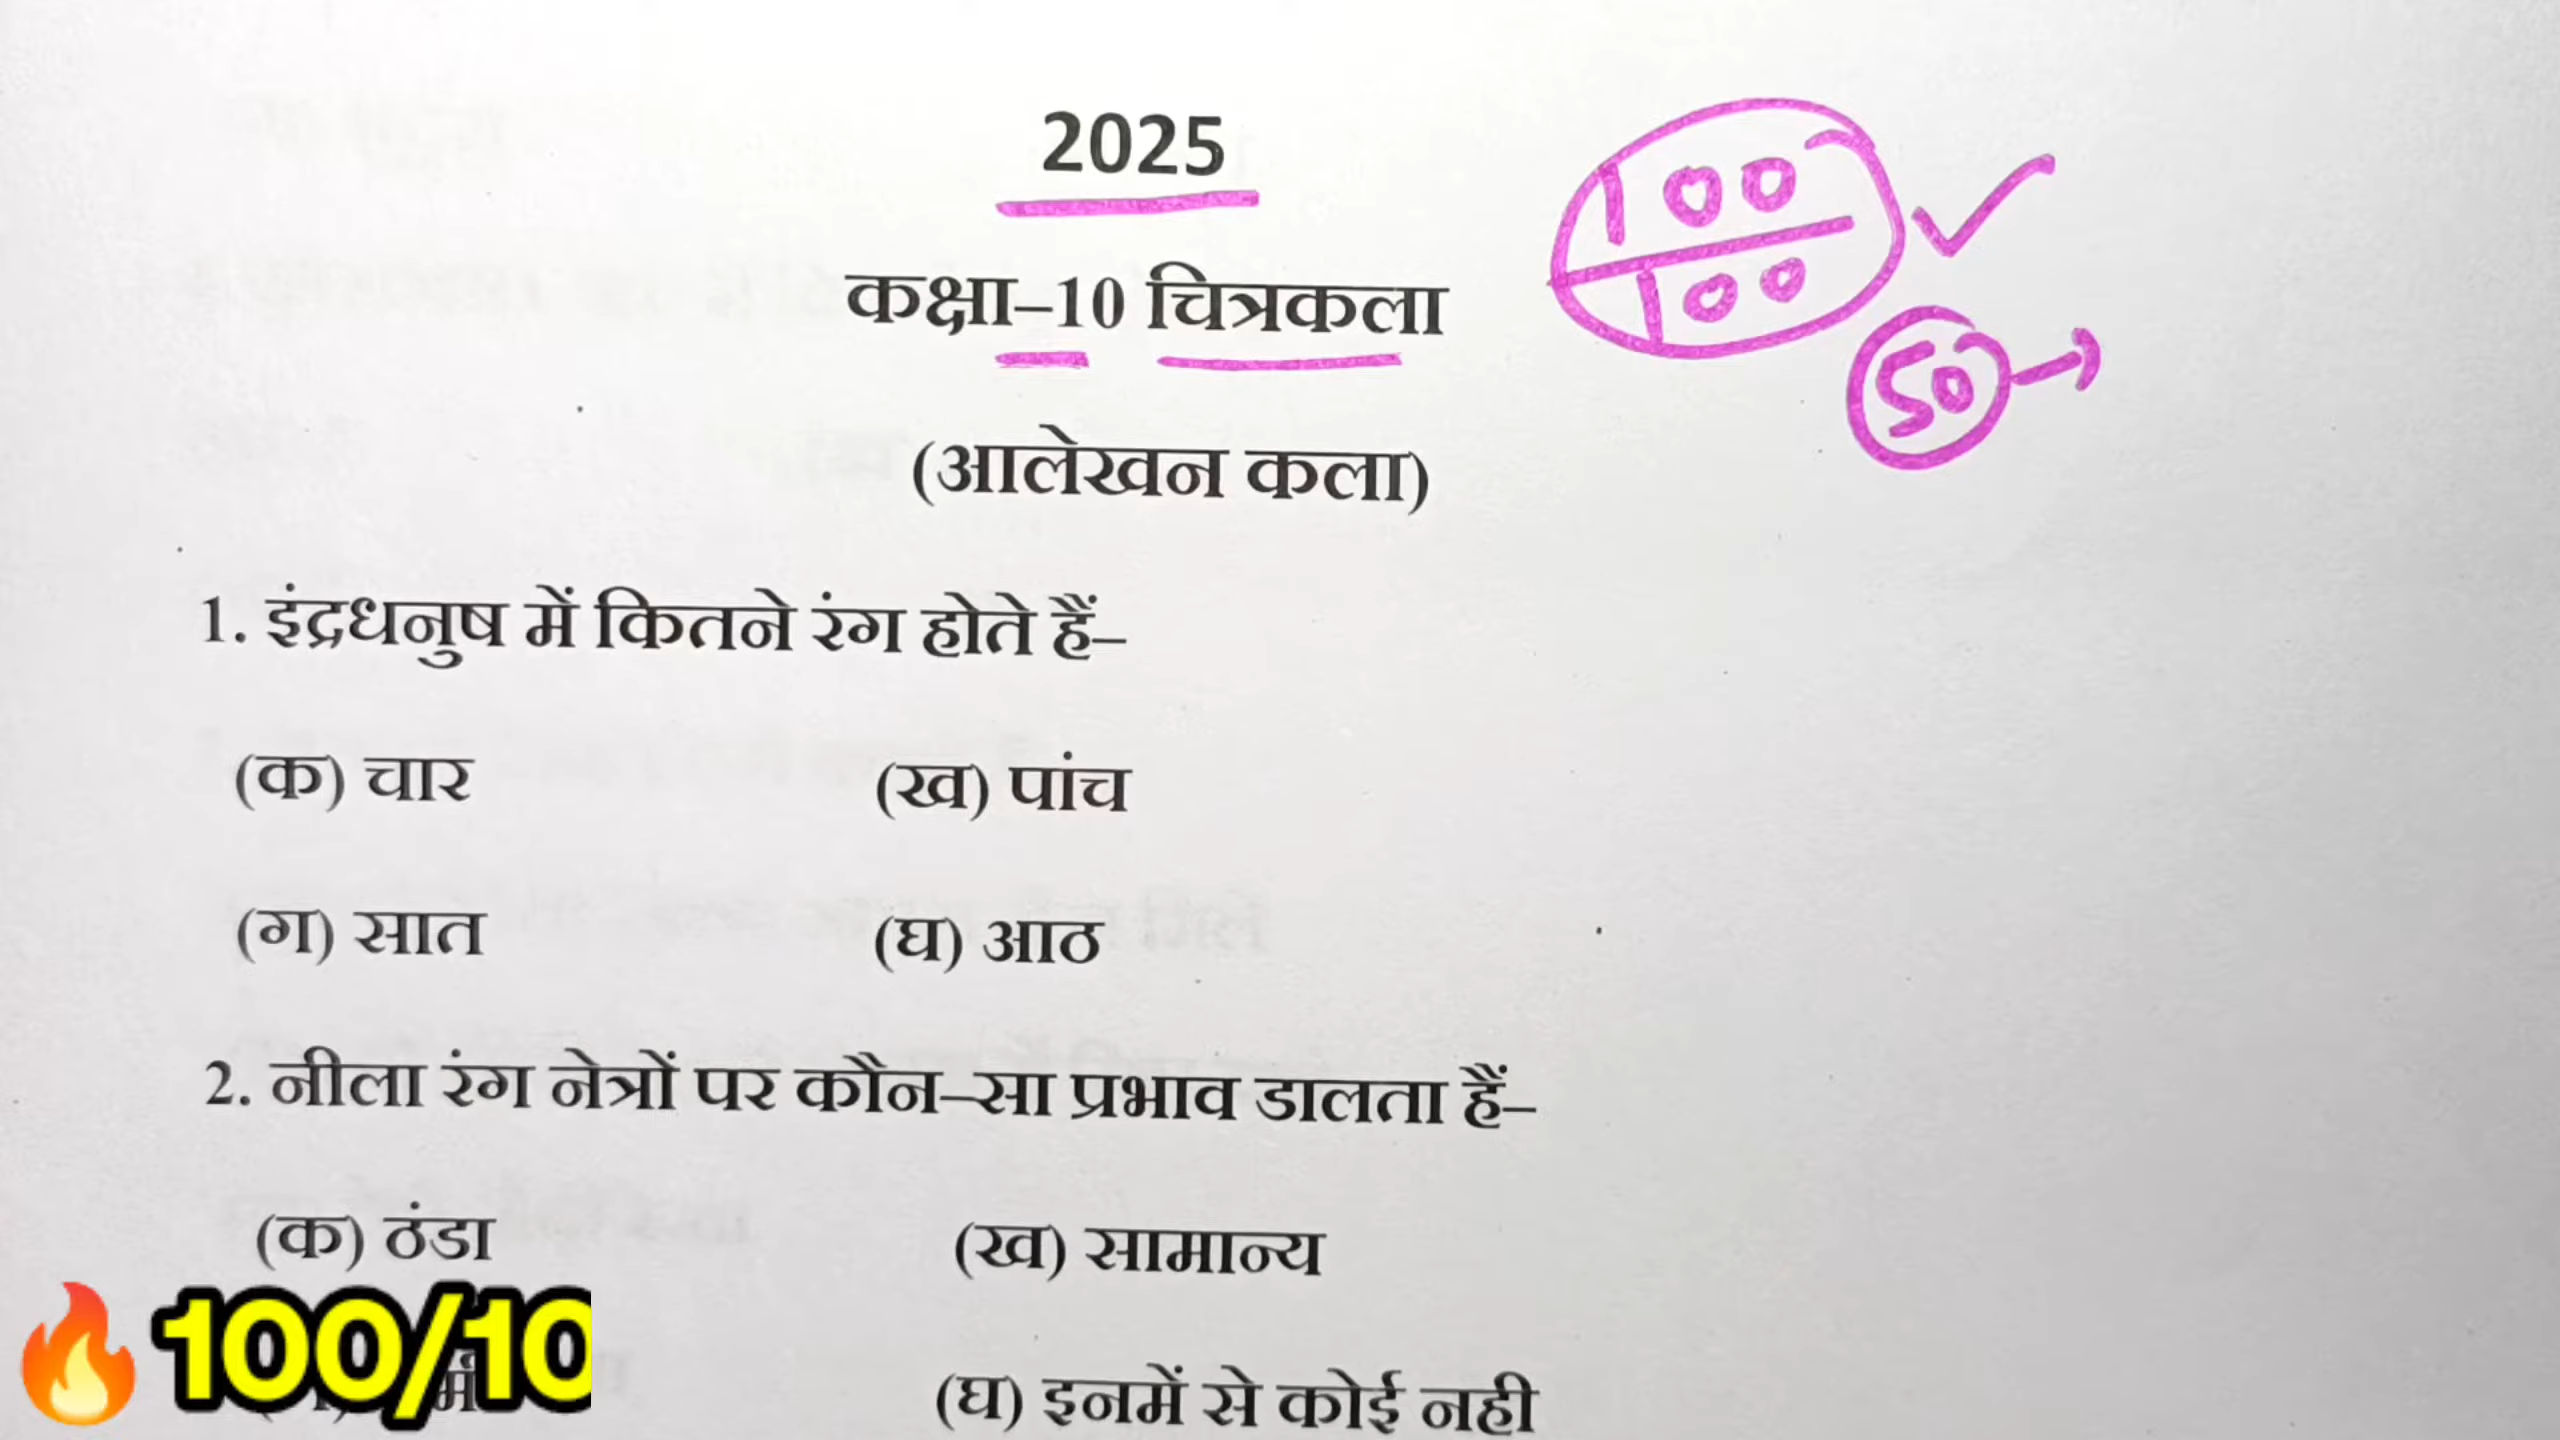 2025
100
100
50
कक्षा–10 चित्रकला
(आलेखन कला)
1. इंद्रधनुष में कितने रंग होते हैं–
(क) चार (ख) पांच
(ग) सात (घ) आठ
2. नीला रंग नेत्रों पर कौन–सा प्रभाव डालता हैं–
(क) ठंडा (ख) सामान्य
(घ) इनमें से कोई नही
100/10